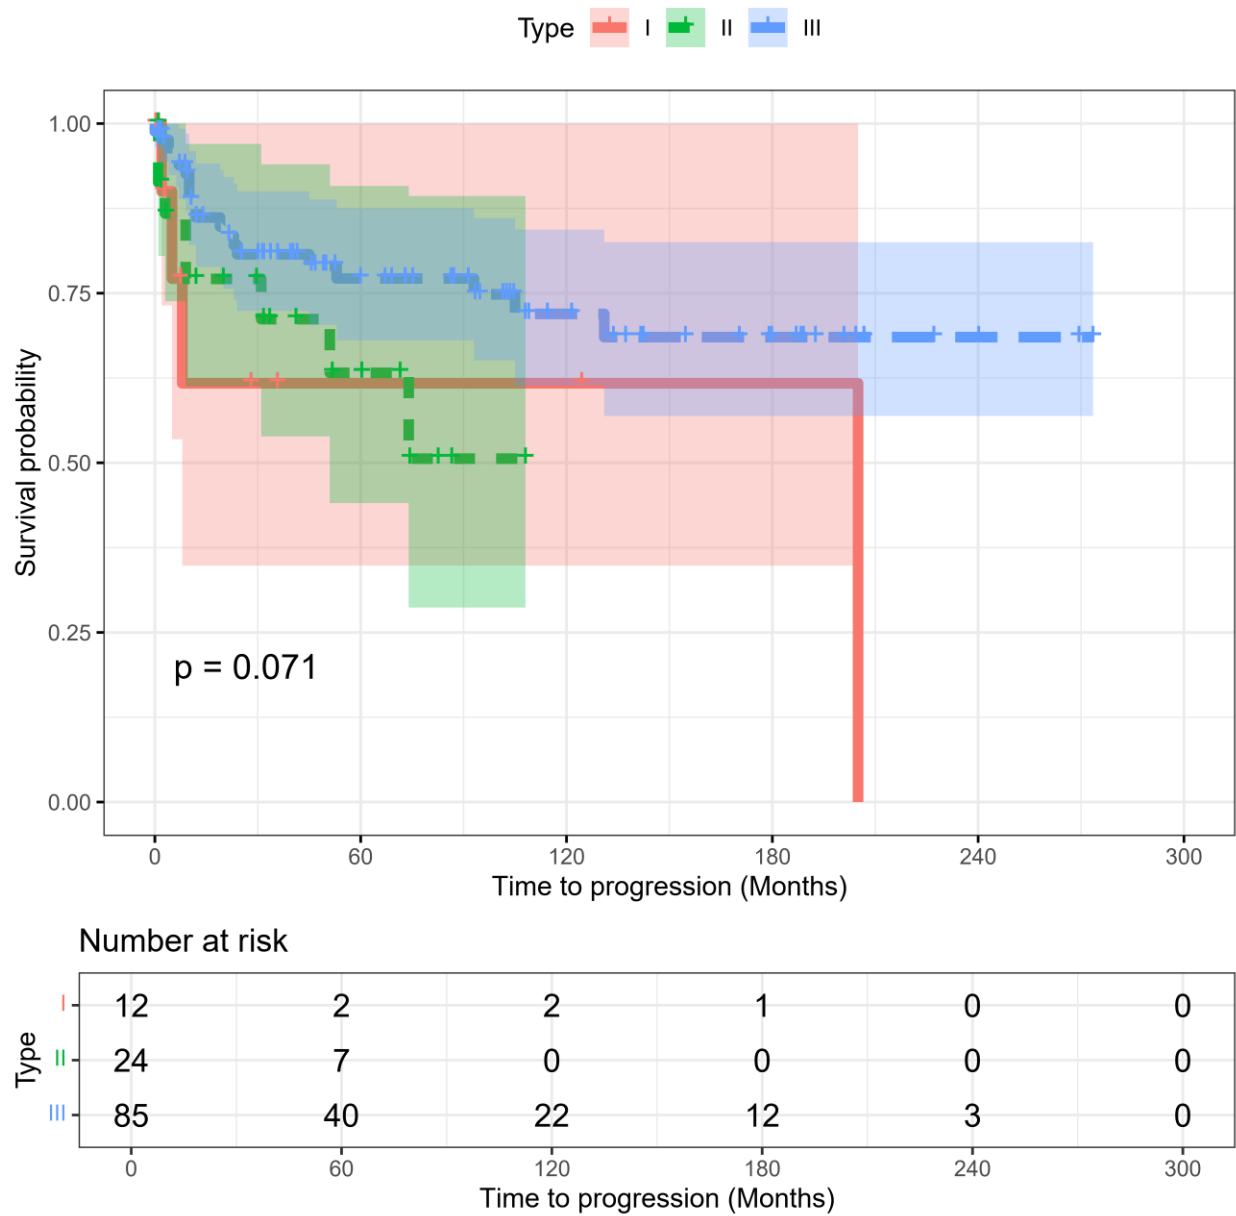 Type I II III
1.00
0.75
0.50
0.25
0.00
Survival probability
p = 0.071
0 60 120 180 240 300
Time to progression (Months)
Number at risk
Type
I 12 2 2 1 0 0
II 24 7 0 0 0 0
III 85 40 22 12 3 0
0 60 120 180 240 300
Time to progression (Months)